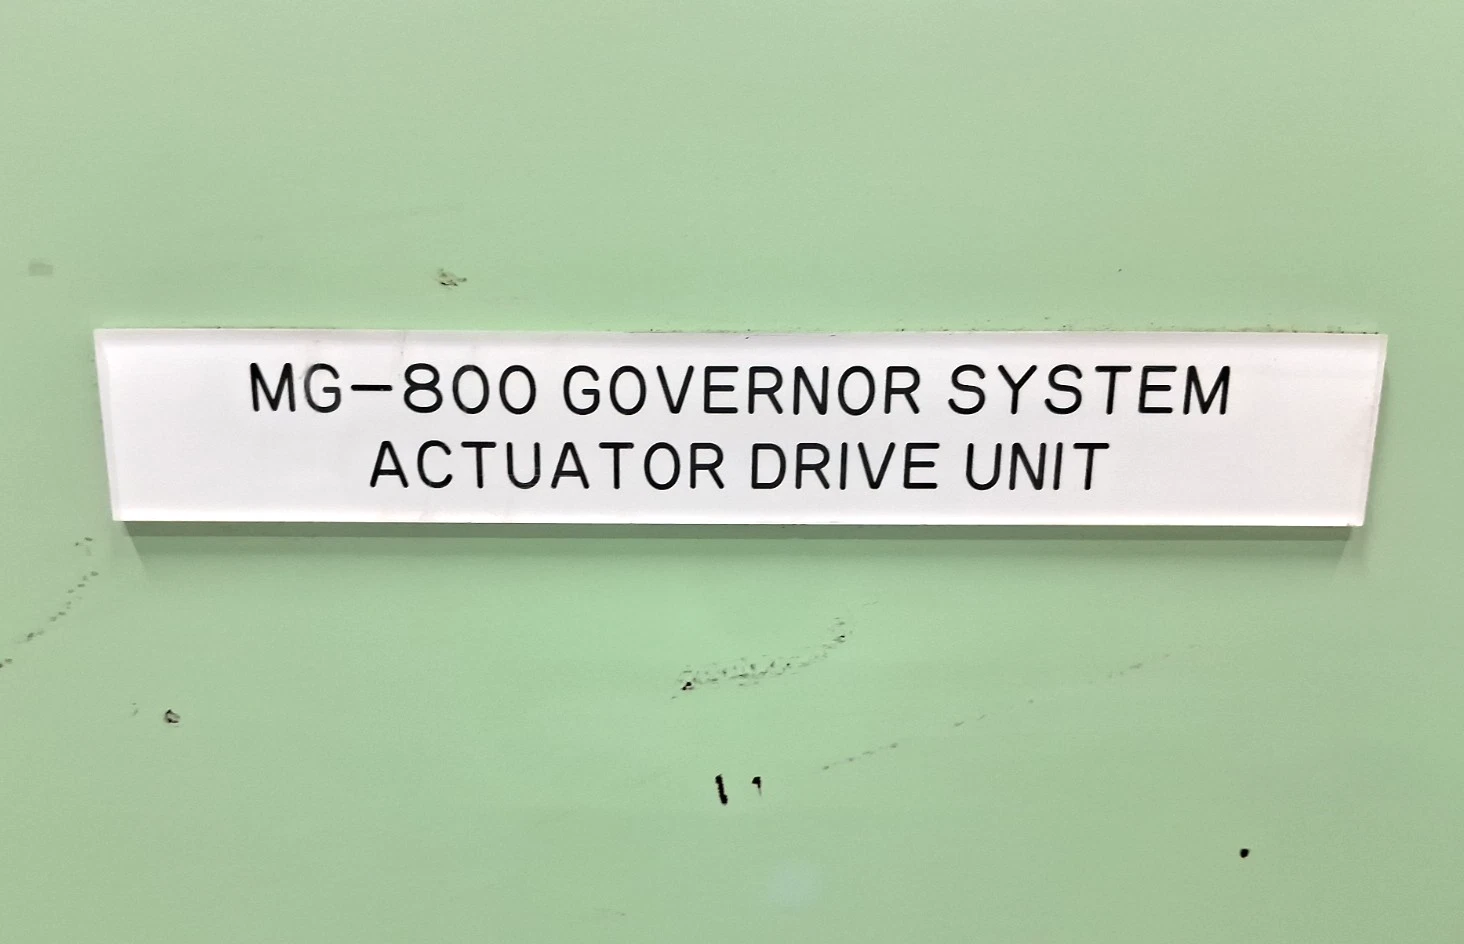 MG-800 GOVERNOR SYSTEM
ACTUATOR DRIVE UNIT